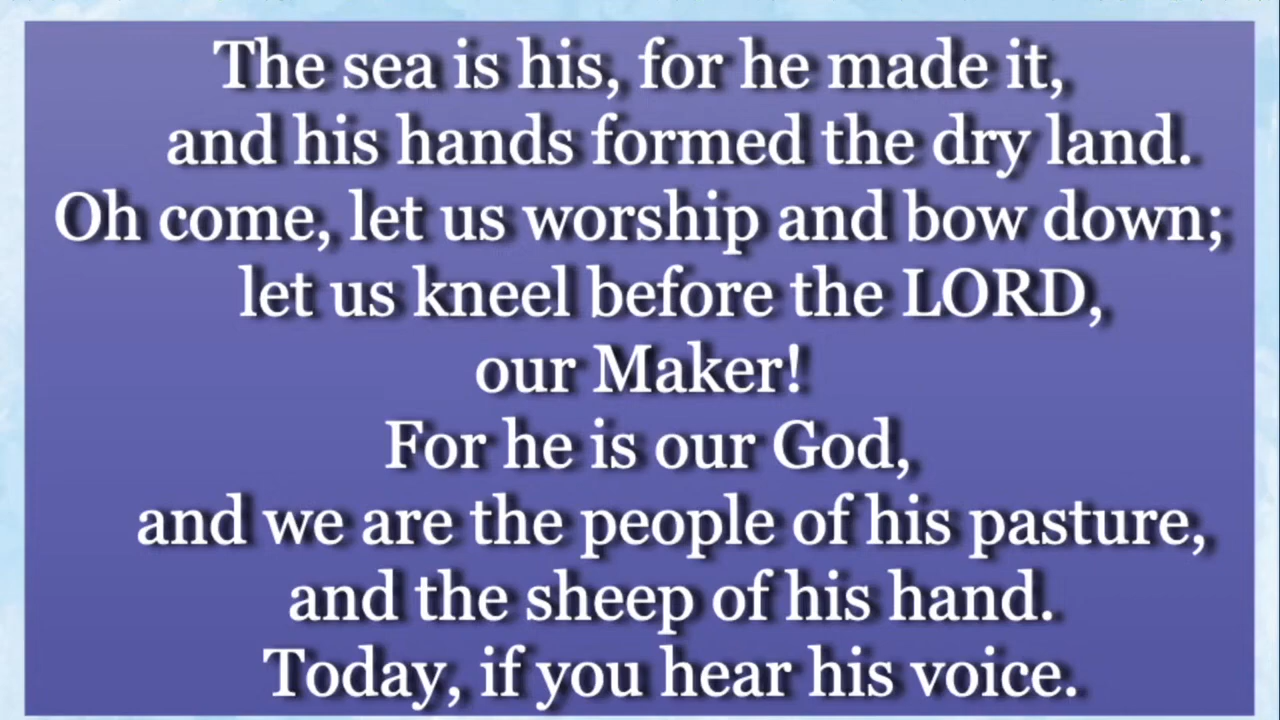 The sea is his, for he made it,
and his hands formed the dry land.
Oh come, let us worship and bow down;
let us kneel before the LORD,
our Maker!
For he is our God,
and we are the people of his pasture,
and the sheep of his hand.
Today, if you hear his voice.